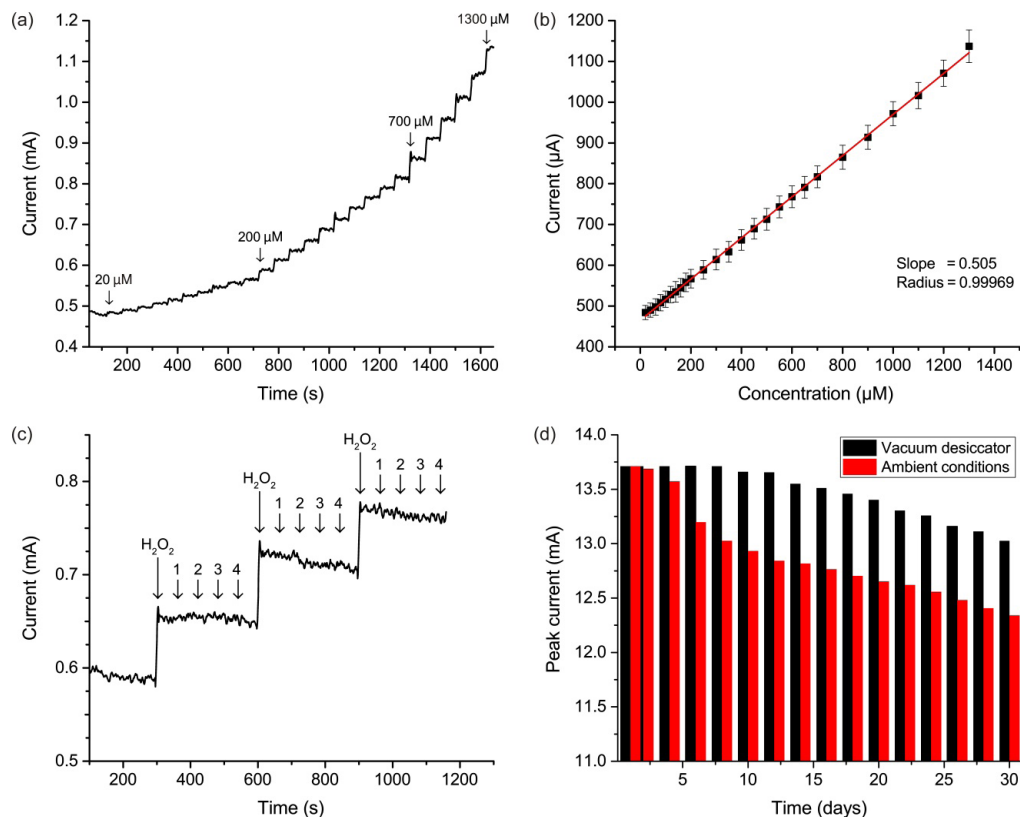 (a)
1.2
1.1
1.0
0.9
0.8
0.7
0.6
0.5
0.4
Current (mA)
20 µM
200 µM
700 µM
1300 µM
200 400 600 800 1000 1200 1400 1600
Time (s)
(b)
1200
1100
1000
900
800
700
600
500
400
Current (µA)
Slope = 0.505
Radius = 0.99969
0 200 400 600 800 1000 1200 1400
Concentration (µM)
(c)
0.8
0.7
0.6
0.5
Current (mA)
H₂O₂
1 2 3 4
H₂O₂
1 2 3 4
H₂O₂
1 2 3 4
200 400 600 800 1000 1200
Time (s)
(d)
14.0
13.5
13.0
12.5
12.0
11.5
11.0
Peak current (mA)
Vacuum desiccator
Ambient conditions
5 10 15 20 25 30
Time (days)